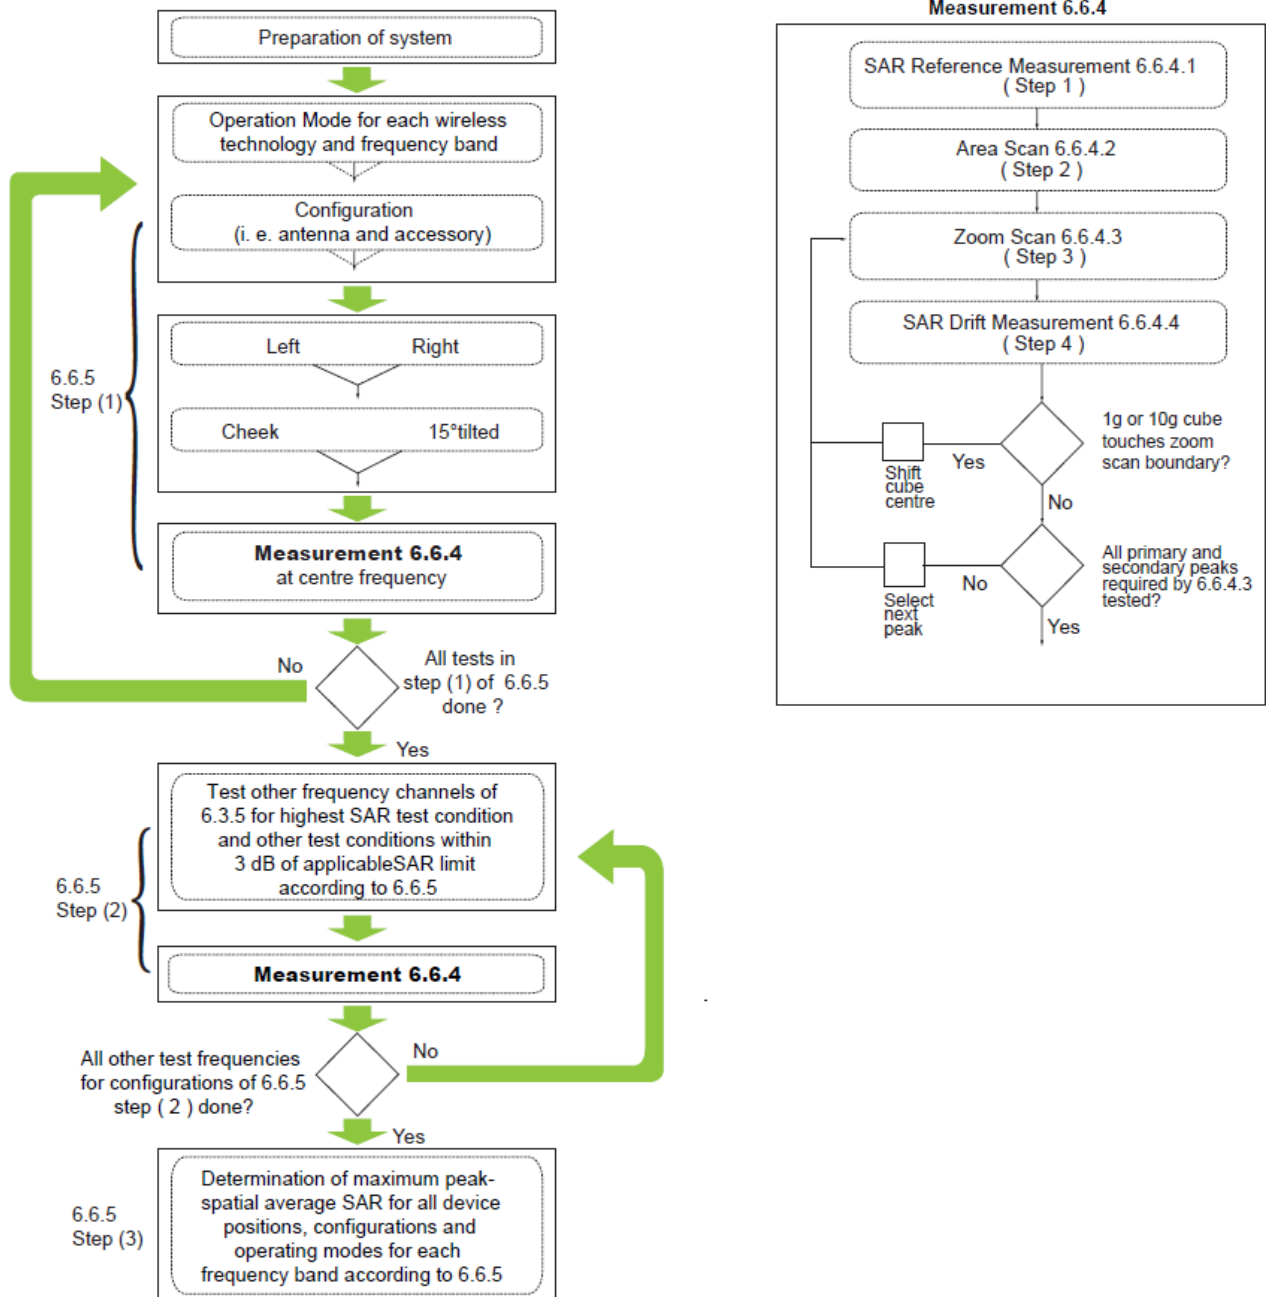 Preparation of system
Operation Mode for each wireless
technology and frequency band
Configuration
(i. e. antenna and accessory)
Left Right
6.6.5
Step (1)
Cheek 15°tilted
Measurement 6.6.4
at centre frequency
No
All tests in
step (1) of 6.6.5
done ?
Yes
Test other frequency channels of
6.3.5 for highest SAR test condition
and other test conditions within
3 dB of applicableSAR limit
according to 6.6.5
6.6.5
Step (2)
Measurement 6.6.4
All other test frequencies
for configurations of 6.6.5
step ( 2 ) done?
No
Yes
Determination of maximum peak-
spatial average SAR for all device
positions, configurations and
operating modes for each
frequency band according to 6.6.5
6.6.5
Step (3)
Measurement 6.6.4
SAR Reference Measurement 6.6.4.1
( Step 1 )
Area Scan 6.6.4.2
( Step 2 )
Zoom Scan 6.6.4.3
( Step 3 )
SAR Drift Measurement 6.6.4.4
( Step 4 )
1g or 10g cube
touches zoom
scan boundary?
Yes
Shift
cube
centre
No
All primary and
secondary peaks
required by 6.6.4.3
tested?
No
Select
next
peak
Yes